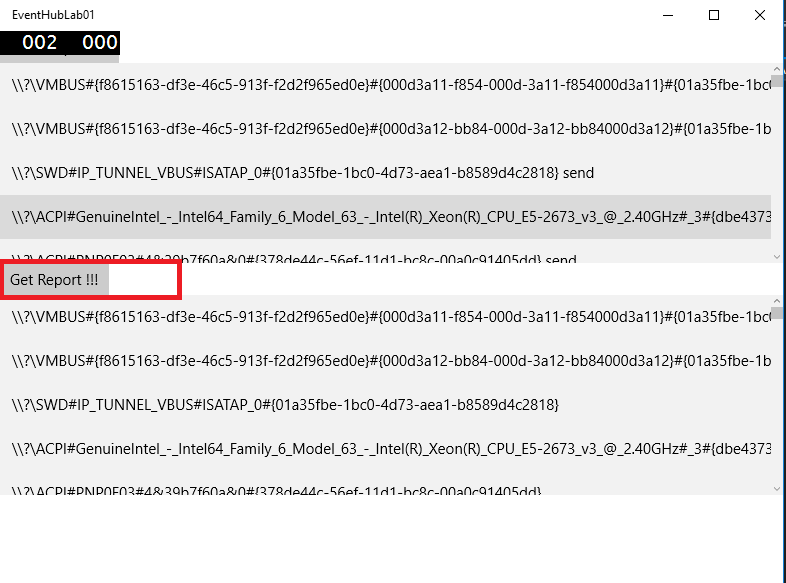 EventHubLab01
002 000
\\?\VMBUS#{f8615163-df3e-46c5-913f-f2d2f965ed0e}#{000d3a11-f854-000d-3a11-f854000d3a11}#{01a35fbe-1bc0
\\?\VMBUS#{f8615163-df3e-46c5-913f-f2d2f965ed0e}#{000d3a12-bb84-000d-3a12-bb84000d3a12}#{01a35fbe-1b
\\?\SWD#IP_TUNNEL_VBUS#ISATAP_0#{01a35fbe-1bc0-4d73-aea1-b8589d4c2818} send
\\?\ACPI#GenuineIntel_-_Intel64_Family_6_Model_63_-_Intel(R)_Xeon(R)_CPU_E5-2673_v3_@_2.40GHz#_3#{dbe4373
\\?\ACPI#PNP0F03#4&39b7f60a&0#{378de44c-56ef-11d1-bc8c-00a0c91405dd} send
Get Report !!!
\\?\VMBUS#{f8615163-df3e-46c5-913f-f2d2f965ed0e}#{000d3a11-f854-000d-3a11-f854000d3a11}#{01a35fbe-1bc0
\\?\VMBUS#{f8615163-df3e-46c5-913f-f2d2f965ed0e}#{000d3a12-bb84-000d-3a12-bb84000d3a12}#{01a35fbe-1b
\\?\SWD#IP_TUNNEL_VBUS#ISATAP_0#{01a35fbe-1bc0-4d73-aea1-b8589d4c2818}
\\?\ACPI#GenuineIntel_-_Intel64_Family_6_Model_63_-_Intel(R)_Xeon(R)_CPU_E5-2673_v3_@_2.40GHz#_3#{dbe4373
\\?\ACPI#PNP0F03#4&39b7f60a&0#{378de44c-56ef-11d1-bc8c-00a0c91405dd}